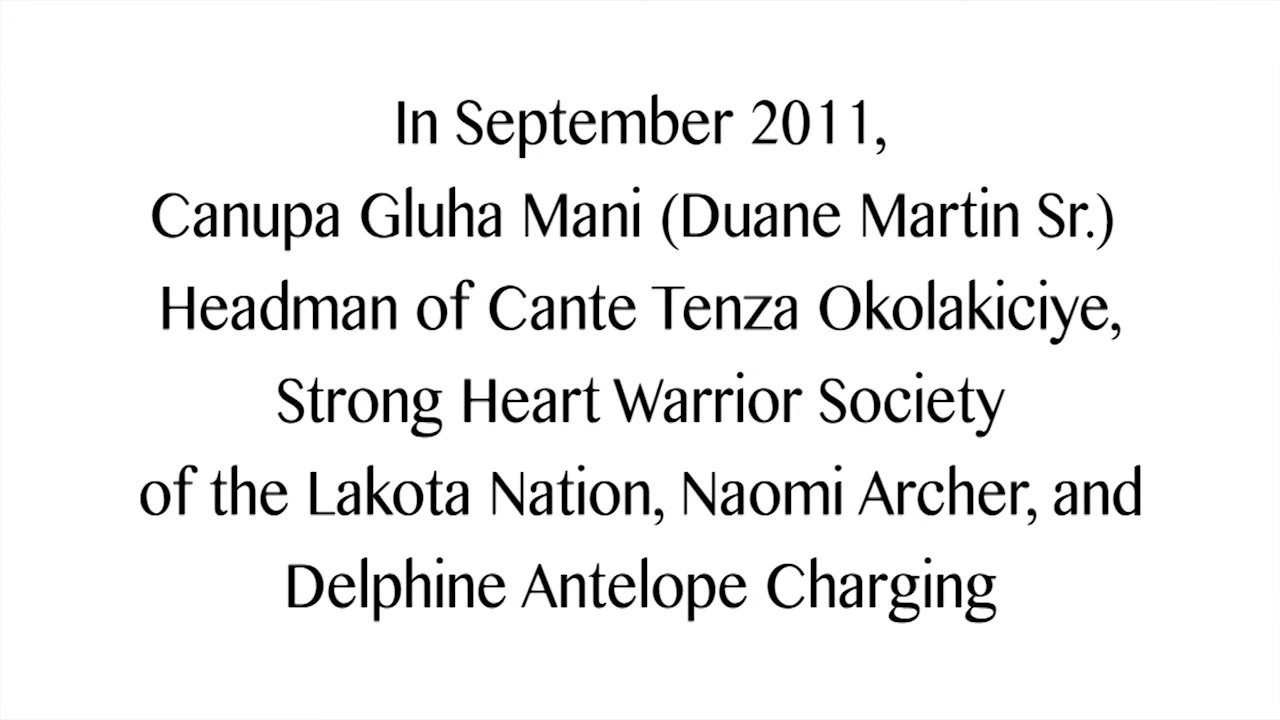 In September 2011,
Canupa Gluha Mani (Duane Martin Sr.)
Headman of Cante Tenza Okolakiciye,
Strong Heart Warrior Society
of the Lakota Nation, Naomi Archer, and
Delphine Antelope Charging